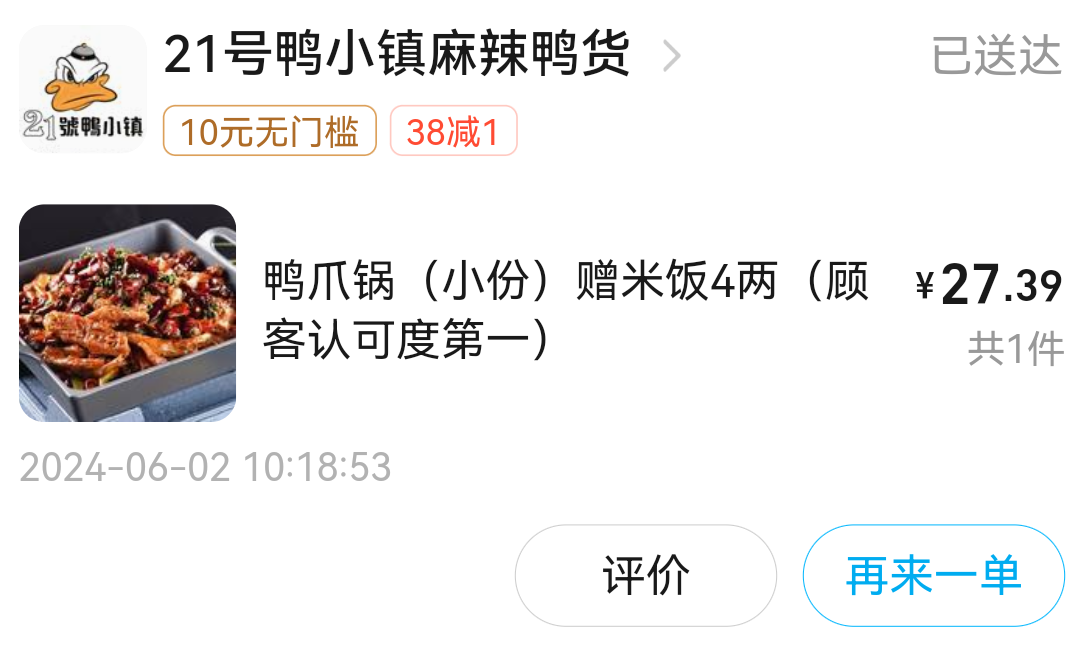 21号鸭小镇麻辣鸭货
已送达
21號鴨小镇
10元无门槛
38减1
鸭爪锅（小份）赠米饭4两（顾
客认可度第一）
¥27.39
共1件
2024-06-02 10:18:53
评价
再来一单